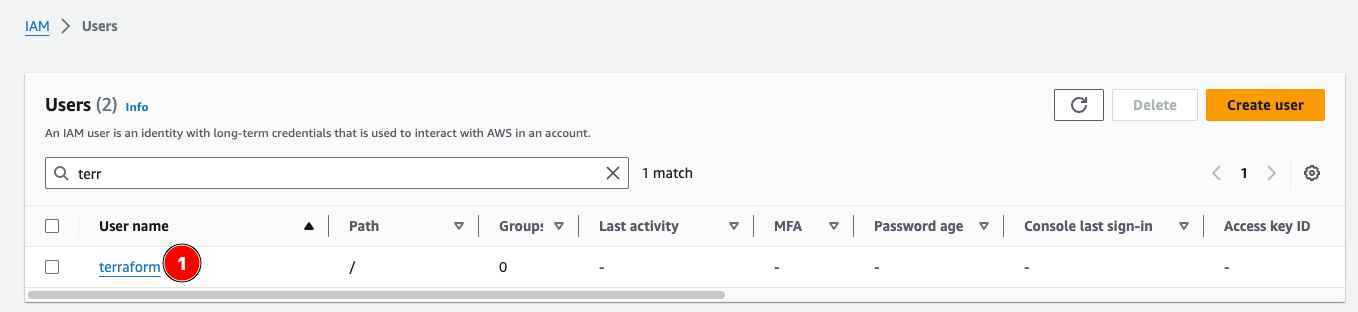 IAM > Users
Users (2) Info
Delete
Create user
An IAM user is an identity with long-term credentials that is used to interact with AWS in an account.
terr
1 match
1
User name Path Groups Last activity MFA Password age Console last sign-in Access key ID
terraform 1 / 0 - - - - -